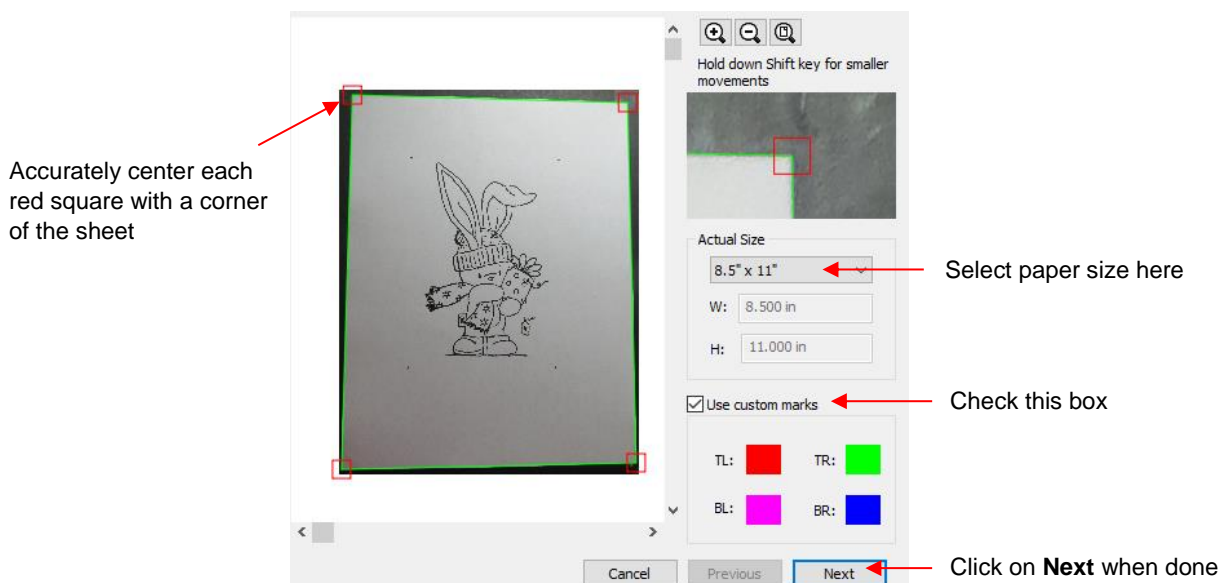 Hold down Shift key for smaller
movements
Accurately center each
red square with a corner
of the sheet
Actual Size
8.5" x 11"
Select paper size here
W: 8.500 in
H: 11.000 in
Use custom marks
Check this box
TL: TR:
BL: BR:
Cancel Previous Next
Click on Next when done